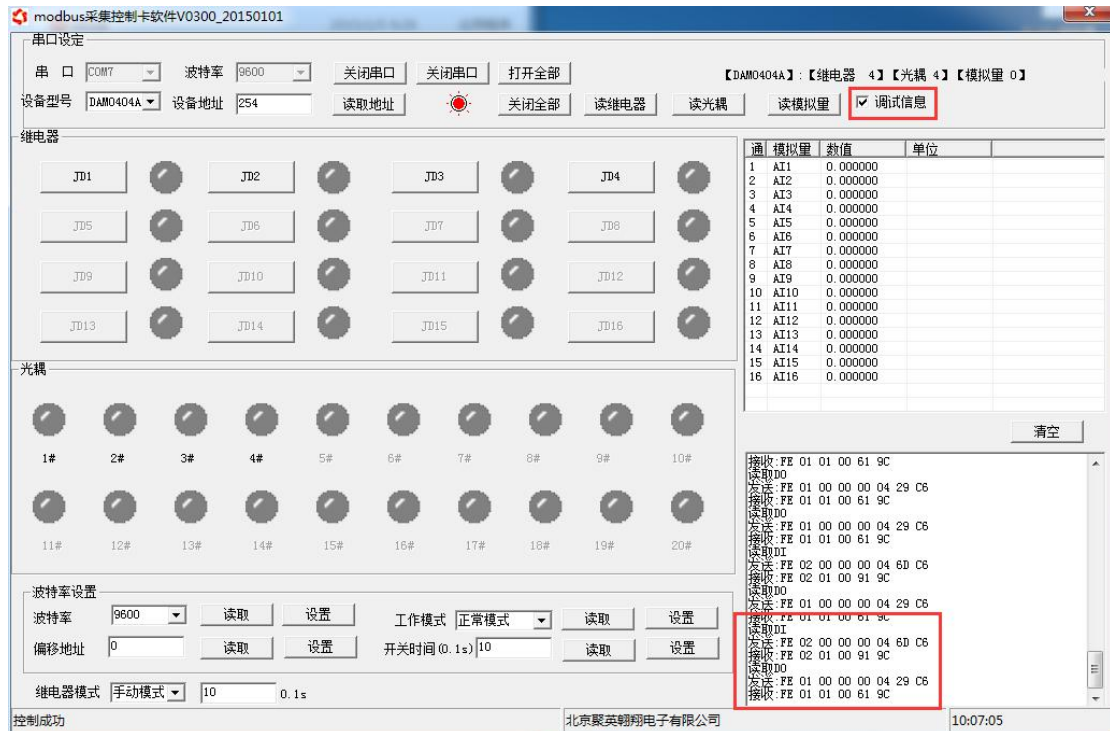 modbus采集控制卡软件V0300_20150101
串口设定
串 口 COM7 波特率 9600 关闭串口 关闭串口 打开全部 【DAM0404A】:【继电器 4】【光耦 4】【模拟量 0】
设备型号 DAM0404A 设备地址 254 读取地址 关闭全部 读继电器 读光耦 读模拟量 调试信息
继电器
JD1 JD2 JD3 JD4
JD5 JD6 JD7 JD8
JD9 JD10 JD11 JD12
JD13 JD14 JD15 JD16
通 模拟量 数值 单位
1 AI1 0.000000
2 AI2 0.000000
3 AI3 0.000000
4 AI4 0.000000
5 AI5 0.000000
6 AI6 0.000000
7 AI7 0.000000
8 AI8 0.000000
9 AI9 0.000000
10 AI10 0.000000
11 AI11 0.000000
12 AI12 0.000000
13 AI13 0.000000
14 AI14 0.000000
15 AI15 0.000000
16 AI16 0.000000
光耦
1# 2# 3# 4# 5# 6# 7# 8# 9# 10#
11# 12# 13# 14# 15# 16# 17# 18# 19# 20#
清空
接收:FE 01 01 00 61 9C
读取DO
发送:FE 01 00 00 00 04 29 C6
接收:FE 01 01 00 61 9C
读取DO
发送:FE 01 00 00 00 04 29 C6
接收:FE 01 01 00 61 9C
读取DI
发送:FE 02 00 00 00 04 6D C6
接收:FE 02 01 00 91 9C
读取DO
发送:FE 01 00 00 00 04 29 C6
接收:FE 01 01 00 61 9C
读取DI
发送:FE 02 00 00 00 04 6D C6
接收:FE 02 01 00 91 9C
读取DO
发送:FE 01 00 00 00 04 29 C6
接收:FE 01 01 00 61 9C
波特率设置
波特率 9600 读取 设置 工作模式 正常模式 读取 设置
偏移地址 0 读取 设置 开关时间(0.1s) 10 读取 设置
继电器模式 手动模式 10 0.1s
控制成功 北京聚英翱翔电子有限公司 10:07:05